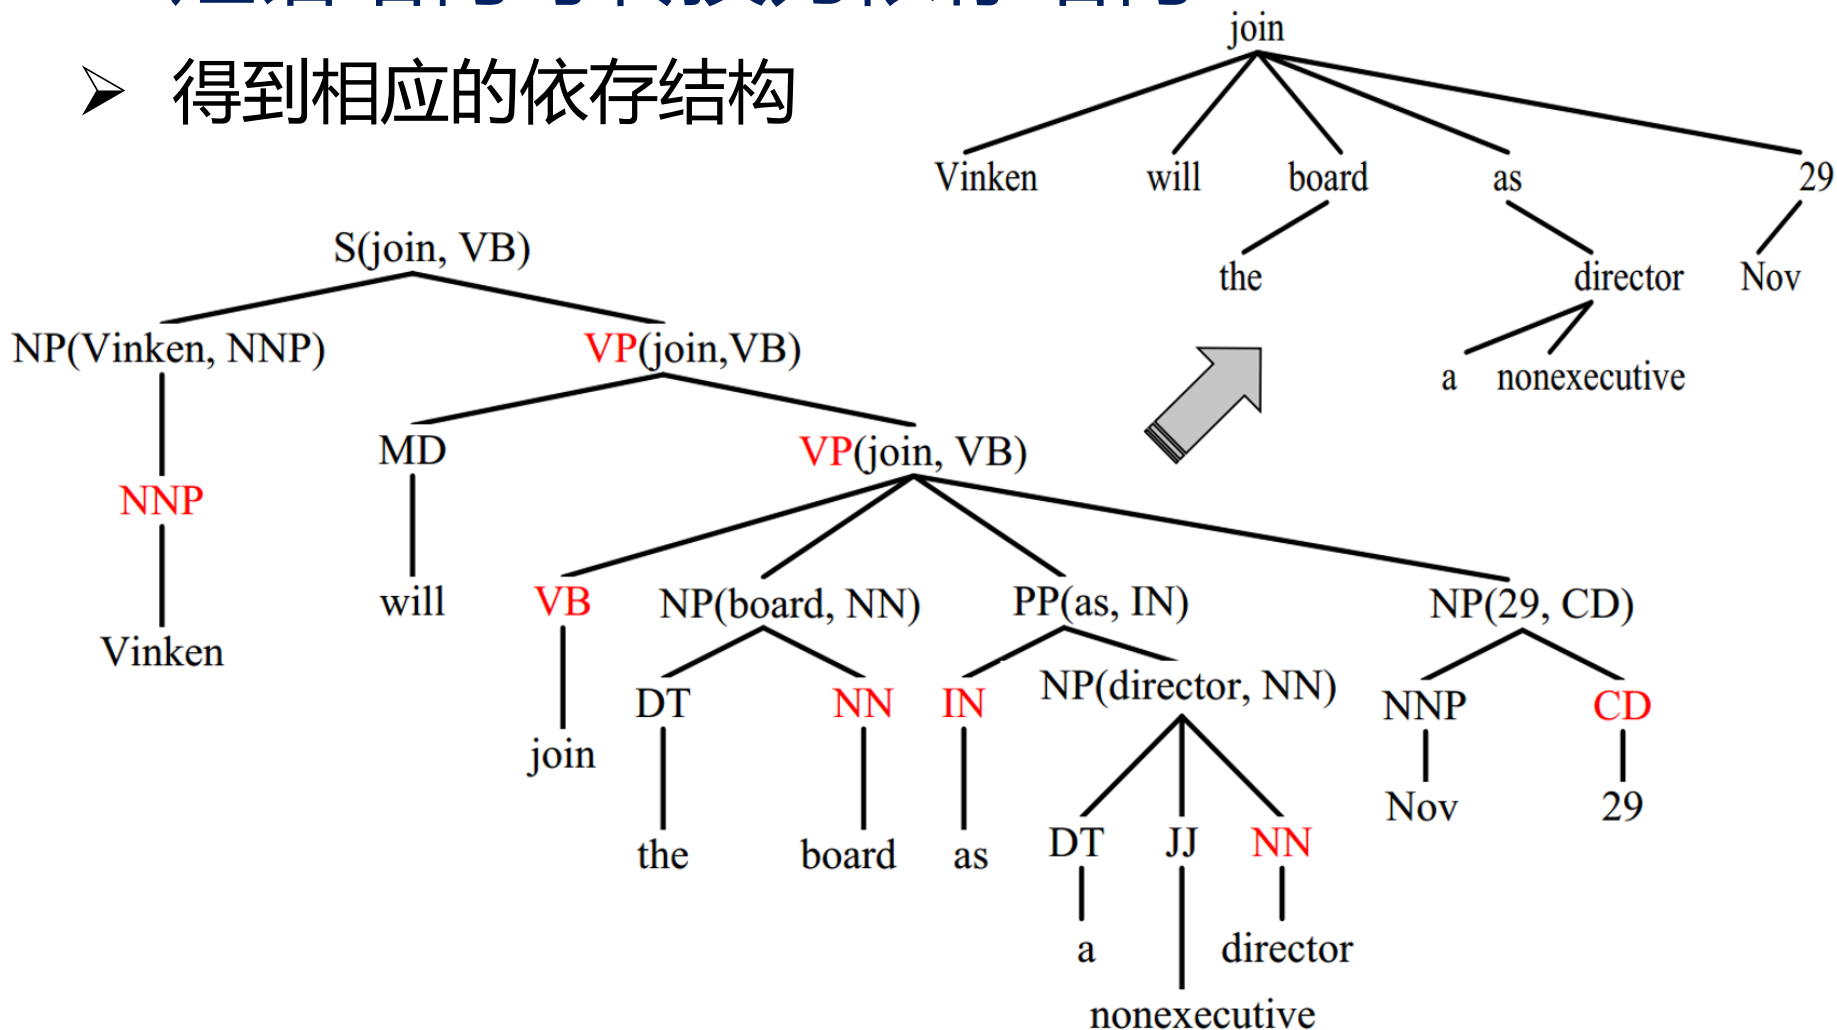 得到相应的依存结构
join
Vinken will board as 29
the director Nov
a nonexecutive
S(join, VB)
NP(Vinken, NNP) VP(join,VB)
MD VP(join, VB)
NNP
will VB NP(board, NN) PP(as, IN) NP(29, CD)
Vinken
DT NN IN NP(director, NN) NNP CD
join
the board as DT JJ NN Nov 29
a director
nonexecutive